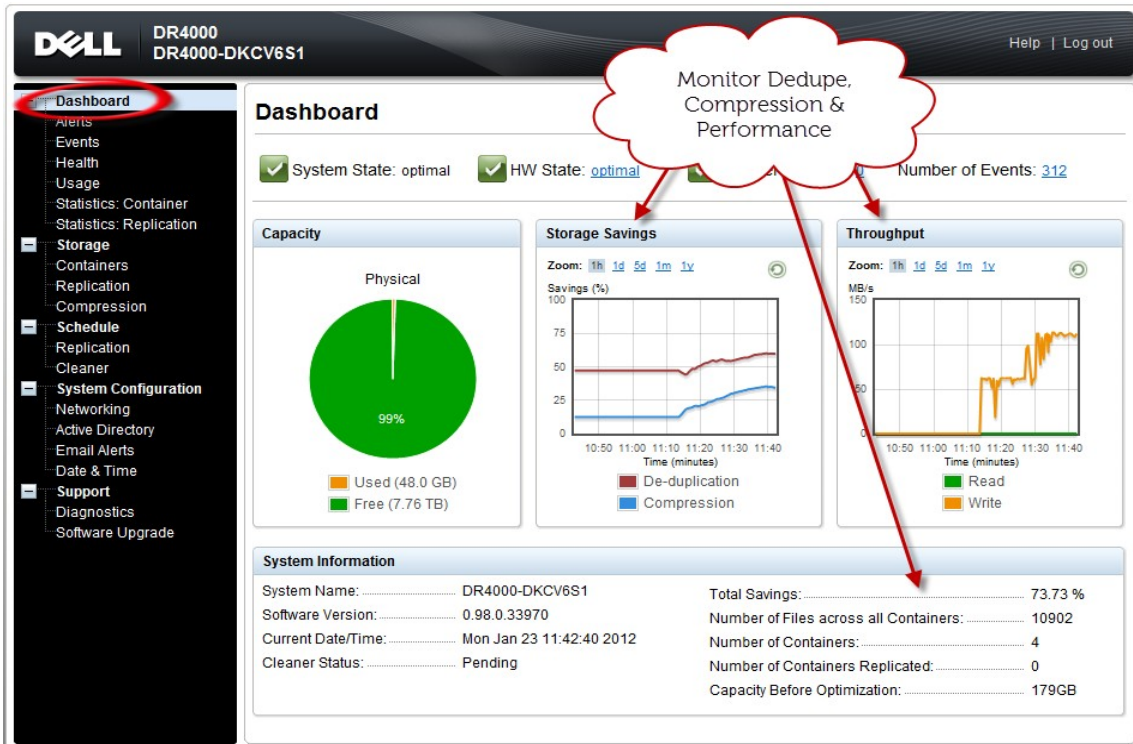 DELL
DR4000
DR4000-DKCV6S1
Help | Log out
Monitor Dedupe,
Compression &
Performance
Dashboard
Alerts
Events
Health
Usage
Statistics: Container
Statistics: Replication
Storage
Containers
Replication
Compression
Schedule
Replication
Cleaner
System Configuration
Networking
Active Directory
Email Alerts
Date & Time
Support
Diagnostics
Software Upgrade
Dashboard
System State: optimal
HW State: optimal
Number of Events: 312
Capacity
Physical
99%
Used (48.0 GB)
Free (7.76 TB)
Storage Savings
Zoom: 1h 1d 5d 1m 1y
Savings (%)
100
75
50
25
0
10:50 11:00 11:10 11:20 11:30 11:40
Time (minutes)
De-duplication
Compression
Throughput
Zoom: 1h 1d 5d 1m 1y
MB/s
150
100
50
0
10:50 11:00 11:10 11:20 11:30 11:40
Time (minutes)
Read
Write
System Information
System Name: DR4000-DKCV6S1
Software Version: 0.98.0.33970
Current Date/Time: Mon Jan 23 11:42:40 2012
Cleaner Status: Pending
Total Savings: 73.73 %
Number of Files across all Containers: 10902
Number of Containers: 4
Number of Containers Replicated: 0
Capacity Before Optimization: 179GB